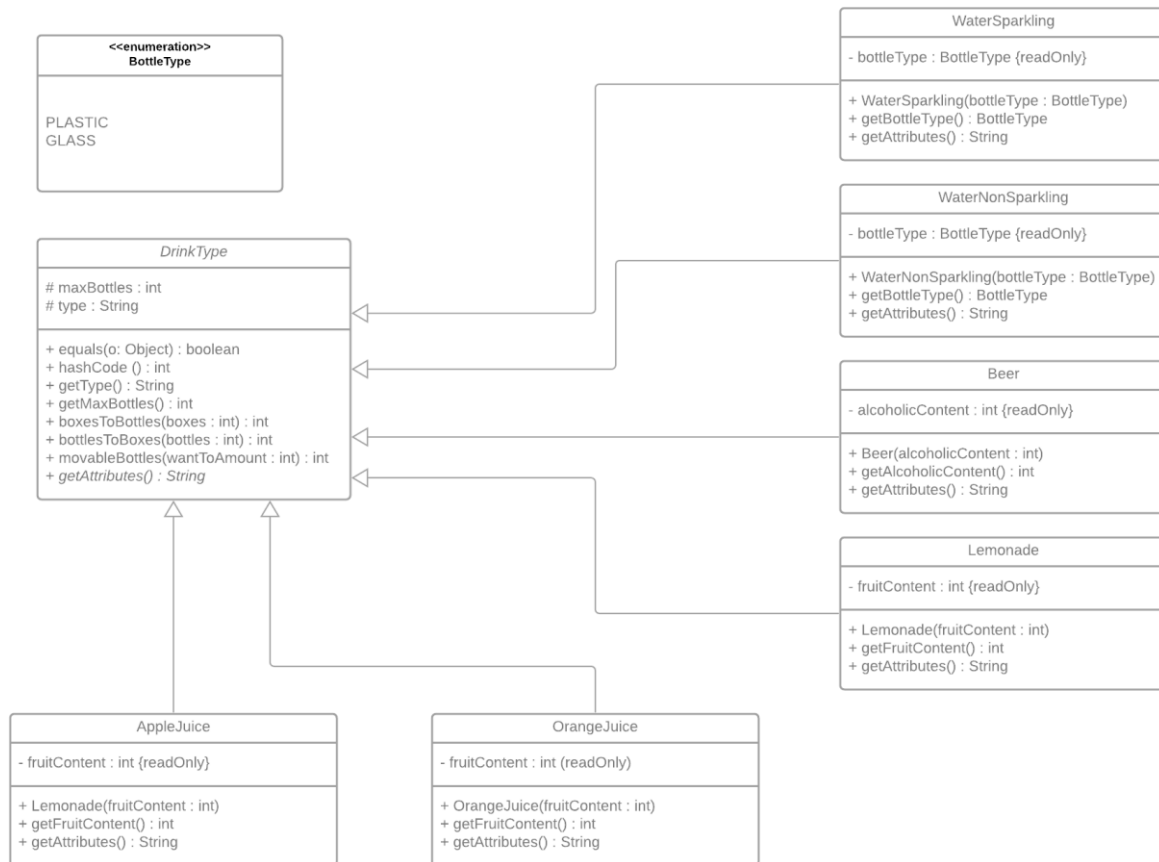 <<enumeration>>
BottleType
PLASTIC
GLASS
DrinkType
# maxBottles : int
# type : String
+ equals(o: Object) : boolean
+ hashCode () : int
+ getType() : String
+ getMaxBottles() : int
+ boxesToBottles(boxes : int) : int
+ bottlesToBoxes(bottles : int) : int
+ movableBottles(wantToAmount : int) : int
+ getAttributes() : String
WaterSparkling
- bottleType : BottleType {readOnly}
+ WaterSparkling(bottleType : BottleType)
+ getBottleType() : BottleType
+ getAttributes() : String
WaterNonSparkling
- bottleType : BottleType {readOnly}
+ WaterNonSparkling(bottleType : BottleType)
+ getBottleType() : BottleType
+ getAttributes() : String
Beer
- alcoholicContent : int {readOnly}
+ Beer(alcoholicContent : int)
+ getAlcoholicContent() : int
+ getAttributes() : String
Lemonade
- fruitContent : int {readOnly}
+ Lemonade(fruitContent : int)
+ getFruitContent() : int
+ getAttributes() : String
AppleJuice
- fruitContent : int {readOnly}
+ Lemonade(fruitContent : int)
+ getFruitContent() : int
+ getAttributes() : String
OrangeJuice
- fruitContent : int (readOnly)
+ OrangeJuice(fruitContent : int)
+ getFruitContent() : int
+ getAttributes() : String